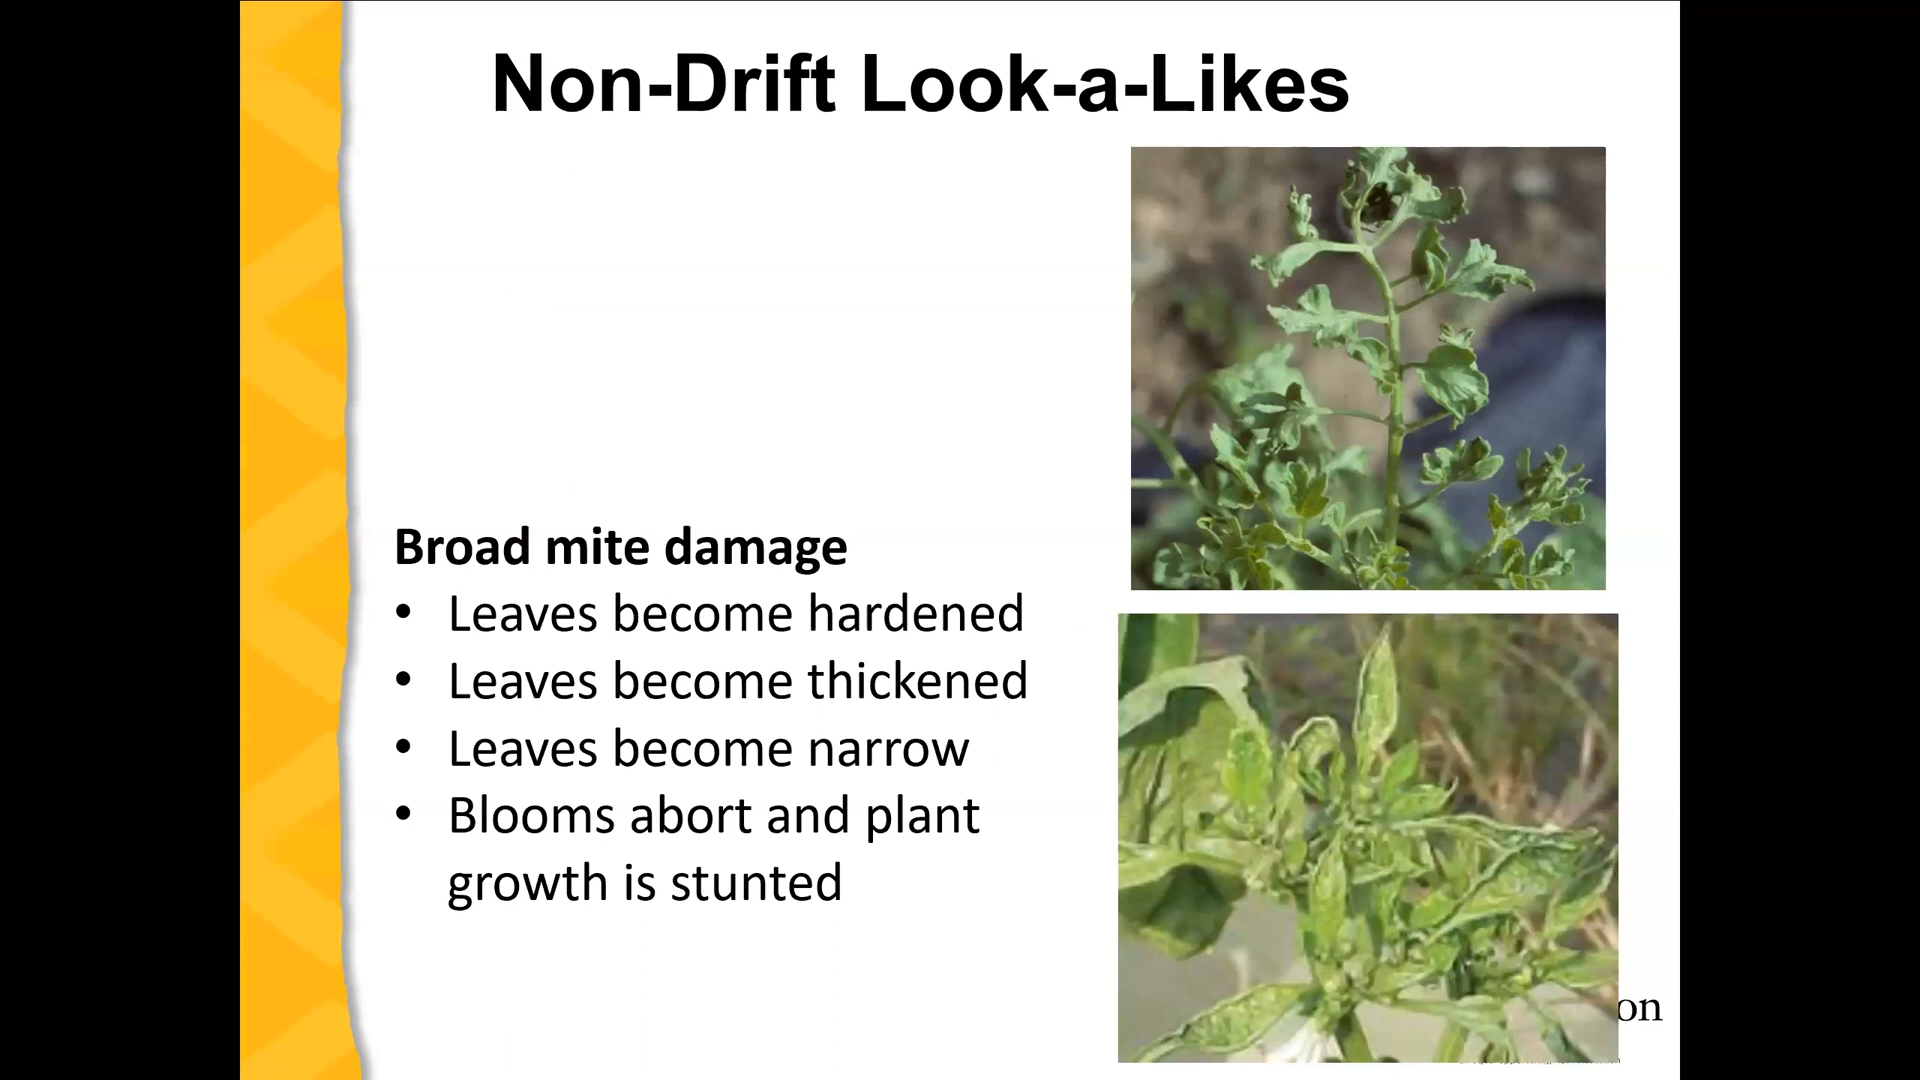 Non-Drift Look-a-Likes
Broad mite damage
• Leaves become hardened
• Leaves become thickened
• Leaves become narrow
• Blooms abort and plant
growth is stunted
on